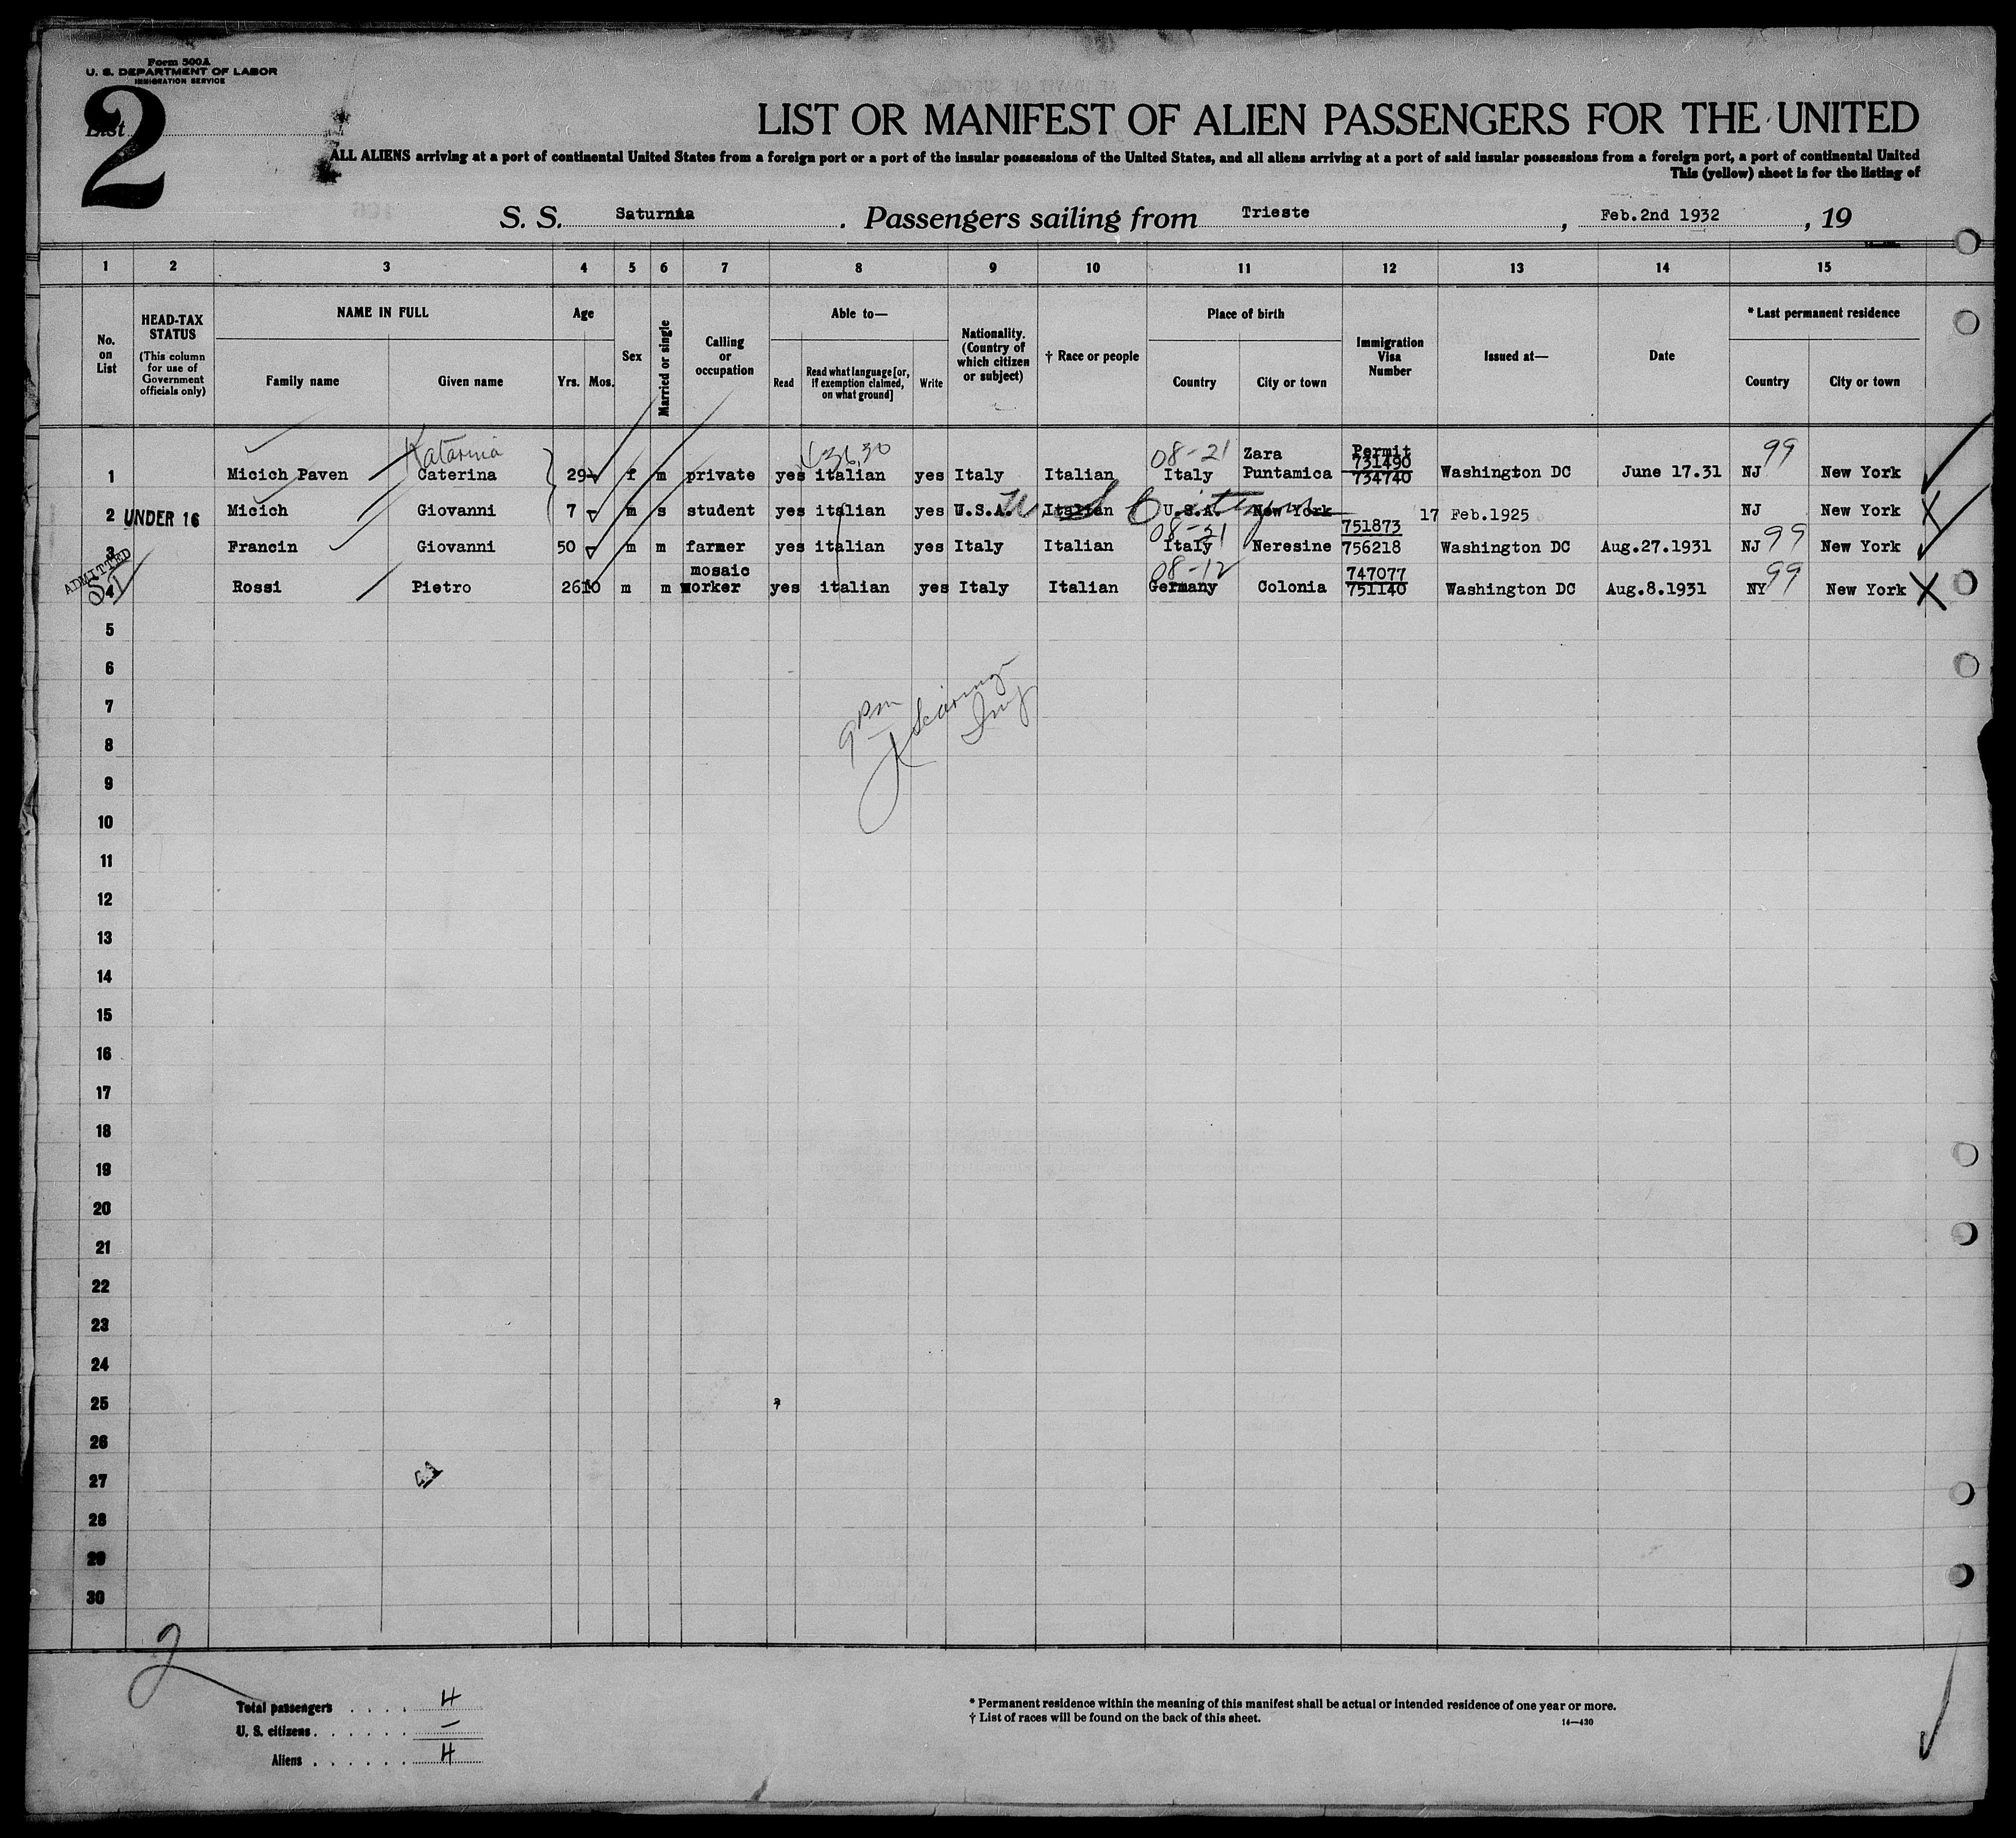 Form 500A
U. S. DEPARTMENT OF LABOR
IMMIGRATION SERVICE
2
List
LIST OR MANIFEST OF ALIEN PASSENGERS FOR THE UNITED
ALL ALIENS arriving at a port of continental United States from a foreign port or a port of the insular possessions of the United States, and all aliens arriving at a port of said insular possessions from a foreign port, a port of continental United
This (yellow) sheet is for the listing of
S. S. Saturnia . Passengers sailing from Trieste , Feb.2nd 1932 , 19
1 2 3 4 5 6 7 8 9 10 11 12 13 14 15
No. on List
HEAD-TAX STATUS (This column for use of Government officials only)
NAME IN FULL
Family name Given name
Age
Yrs. Mos.
Sex
Married or single
Calling or occupation
Able to—
Read Read what language [or, if exemption claimed, on what ground] Write
Nationality. (Country of which citizen or subject)
† Race or people
Place of birth
Country City or town
Immigration Visa Number
Issued at—
Date
* Last permanent residence
Country City or town
Katarina 08-21 Zara Permit 731490 99
1 Micich Paven Caterina 29 f m private yes italian yes Italy Italian Italy Puntamica 734740 Washington DC June 17.31 NJ New York
2 UNDER 16 Micich Giovanni 7 m s student yes italian yes U.S.A. Italian U.S.A. New York 17 Feb.1925 NJ New York
U S Citizen
08-21 751873 99
3 Francin Giovanni 50 m m farmer yes italian yes Italy Italian Italy Neresine 756218 Washington DC Aug.27.1931 NJ New York
ADMITTED
mosaic 08-12 747077 99
4 Rossi Pietro 26 10 m m worker yes italian yes Italy Italian Germany Colonia 751140 Washington DC Aug.8.1931 NY New York
5
6
7
8
9
10
11
12
13
14
15
16
17
18
19
20
21
22
23
24
25
26
27
28
29
30
9 pm
2
Total passengers . . . . 4
U. S. citizens . . . . . . –
Aliens . . . . . . 4
* Permanent residence within the meaning of this manifest shall be actual or intended residence of one year or more.
† List of races will be found on the back of this sheet.
14—430